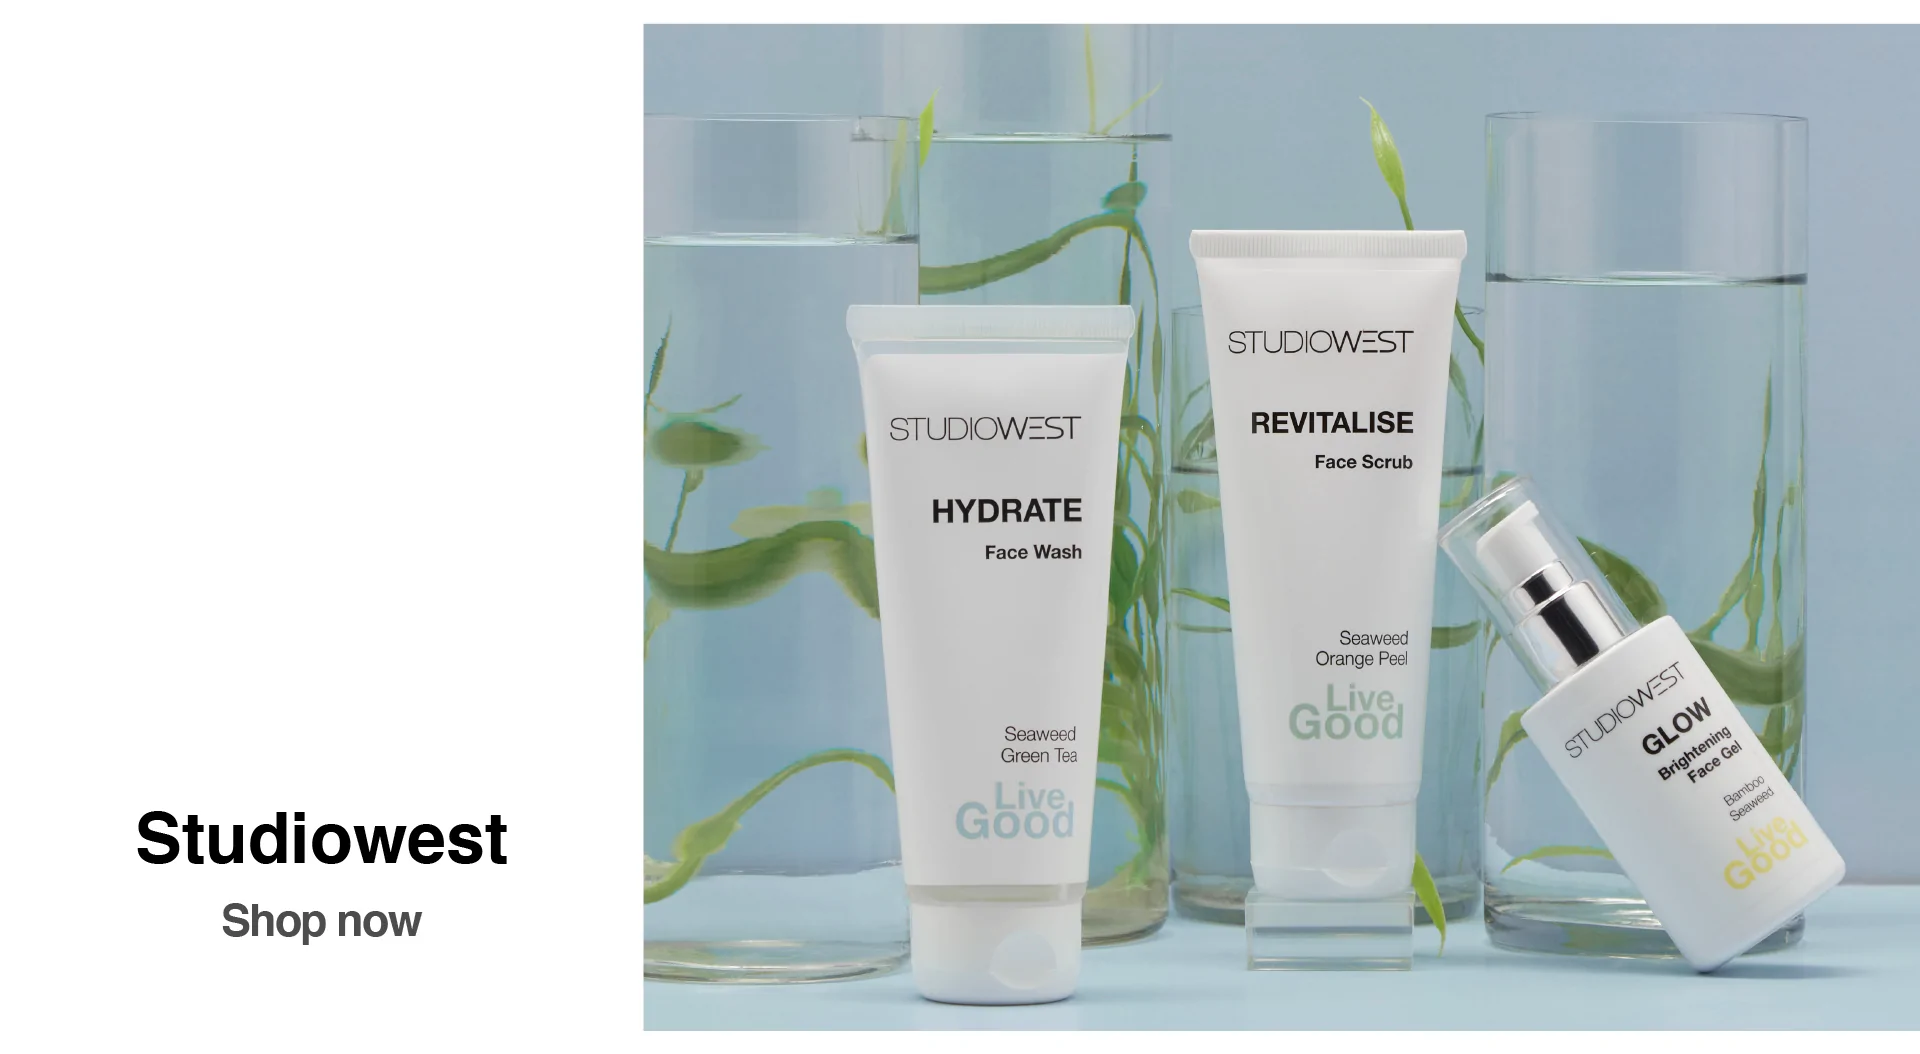 Studiowest
Shop now
STUDIOWEST
HYDRATE
Face Wash
Seaweed
Green Tea
Live
Good
STUDIOWEST
REVITALISE
Face Scrub
Seaweed
Orange Peel
Live
Good
STUDIOWEST
GLOW
Brightening
Face Gel
Bamboo
Seaweed
Live
Good